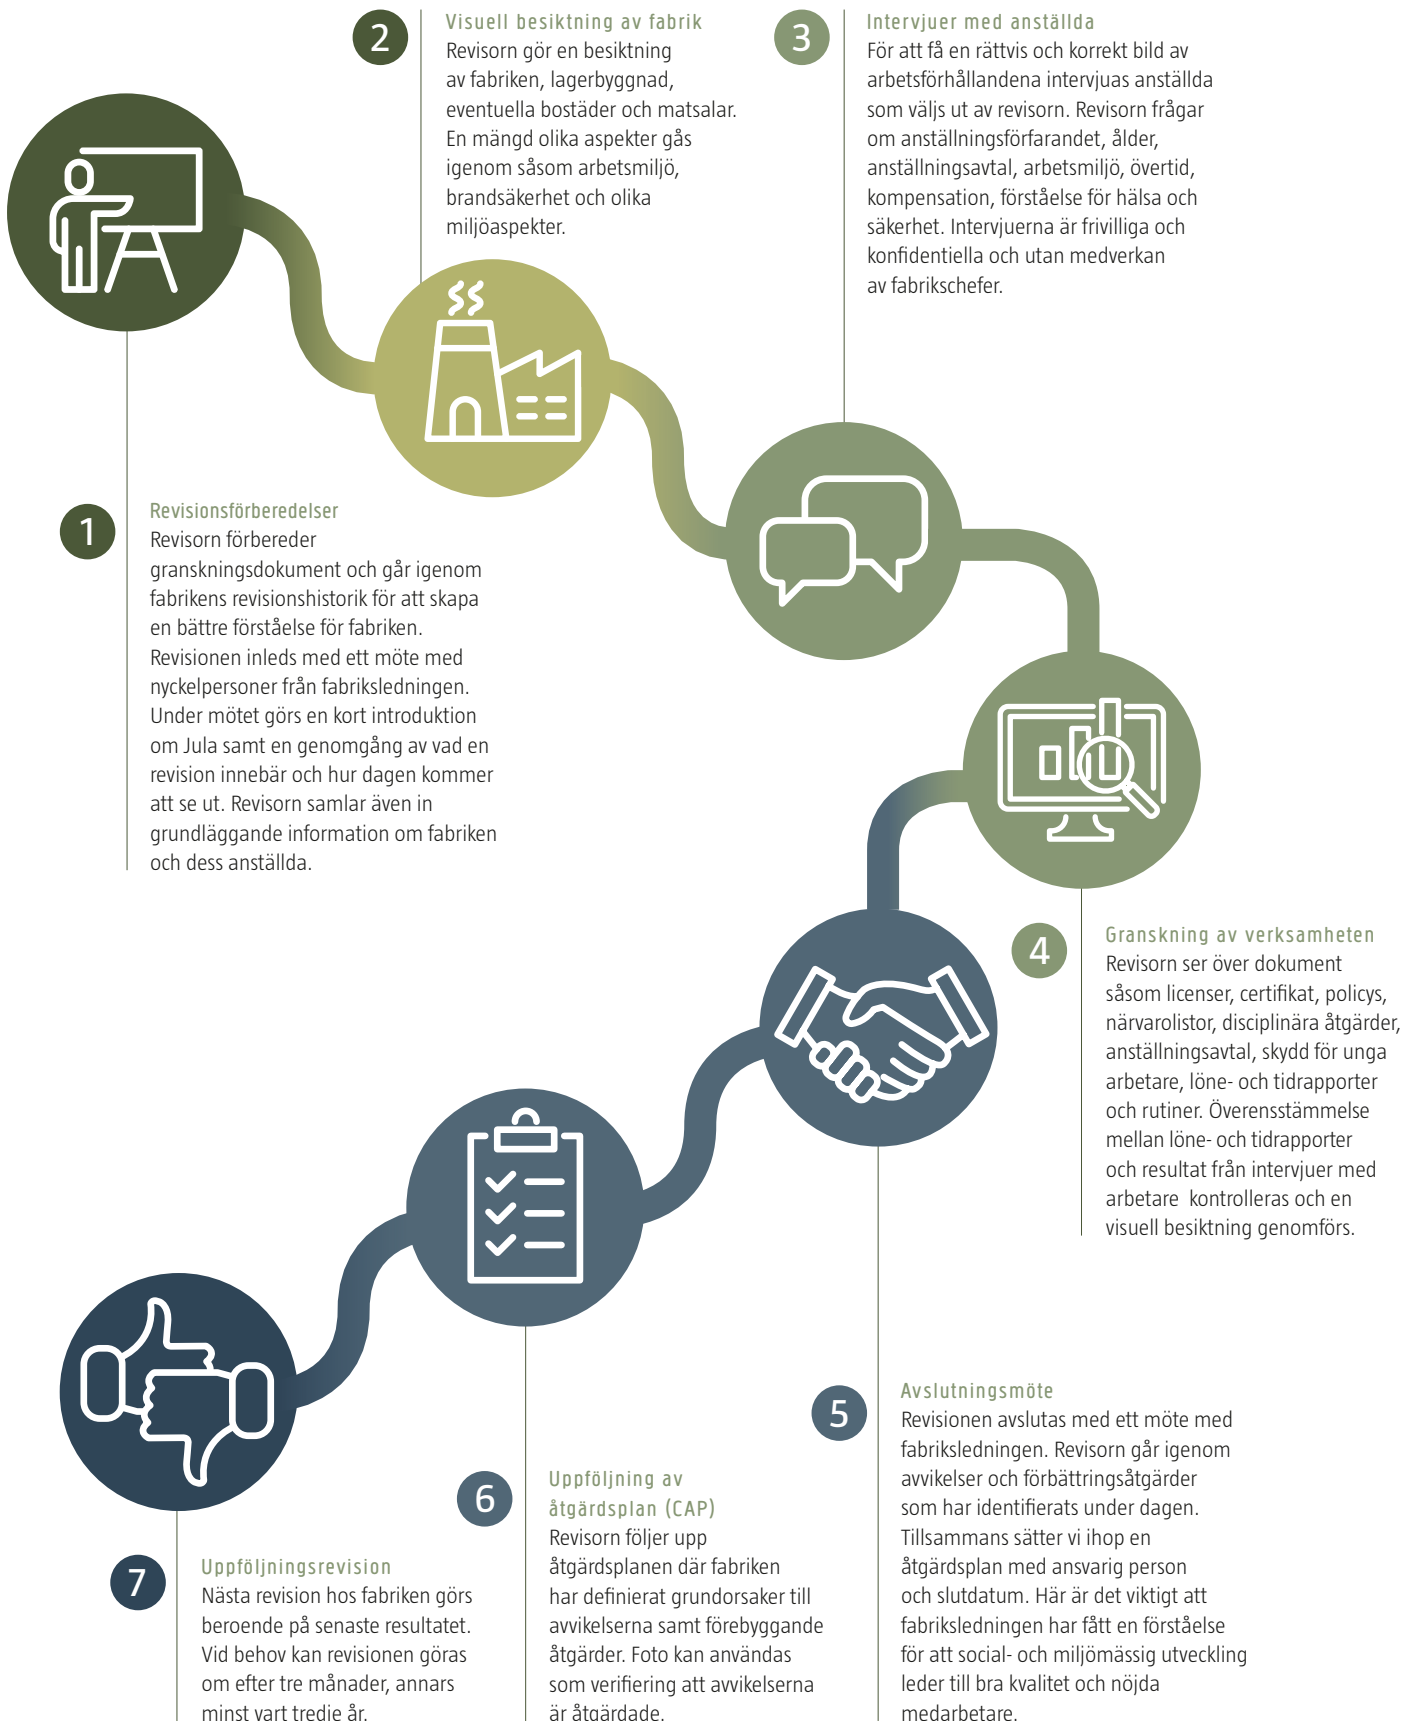 1
Revisionsförberedelser
Revisorn förbereder
granskningsdokument och går igenom
fabrikens revisionshistorik för att skapa
en bättre förståelse för fabriken.
Revisionen inleds med ett möte med
nyckelpersoner från fabriksledningen.
Under mötet görs en kort introduktion
om Jula samt en genomgång av vad en
revision innebär och hur dagen kommer
att se ut. Revisorn samlar även in
grundläggande information om fabriken
och dess anställda.
2
Visuell besiktning av fabrik
Revisorn gör en besiktning
av fabriken, lagerbyggnad,
eventuella bostäder och matsalar.
En mängd olika aspekter gås
igenom såsom arbetsmiljö,
brandsäkerhet och olika
miljöaspekter.
3
Intervjuer med anställda
För att få en rättvis och korrekt bild av
arbetsförhållandena intervjuas anställda
som väljs ut av revisorn. Revisorn frågar
om anställningsförfarandet, ålder,
anställningsavtal, arbetsmiljö, övertid,
kompensation, förståelse för hälsa och
säkerhet. Intervjuerna är frivilliga och
konfidentiella och utan medverkan
av fabrikschefer.
4
Granskning av verksamheten
Revisorn ser över dokument
såsom licenser, certifikat, policys,
närvarolistor, disciplinära åtgärder,
anställningsavtal, skydd för unga
arbetare, löne- och tidrapporter
och rutiner. Överensstämmelse
mellan löne- och tidrapporter
och resultat från intervjuer med
arbetare kontrolleras och en
visuell besiktning genomförs.
5
Avslutningsmöte
Revisionen avslutas med ett möte med
fabriksledningen. Revisorn går igenom
avvikelser och förbättringsåtgärder
som har identifierats under dagen.
Tillsammans sätter vi ihop en
åtgärdsplan med ansvarig person
och slutdatum. Här är det viktigt att
fabriksledningen har fått en förståelse
för att social- och miljömässig utveckling
leder till bra kvalitet och nöjda
medarbetare.
6
Uppföljning av
åtgärdsplan (CAP)
Revisorn följer upp
åtgärdsplanen där fabriken
har definierat grundorsaker till
avvikelserna samt förebyggande
åtgärder. Foto kan användas
som verifiering att avvikelserna
är åtgärdade.
7
Uppföljningsrevision
Nästa revision hos fabriken görs
beroende på senaste resultatet.
Vid behov kan revisionen göras
om efter tre månader, annars
minst vart tredje år.